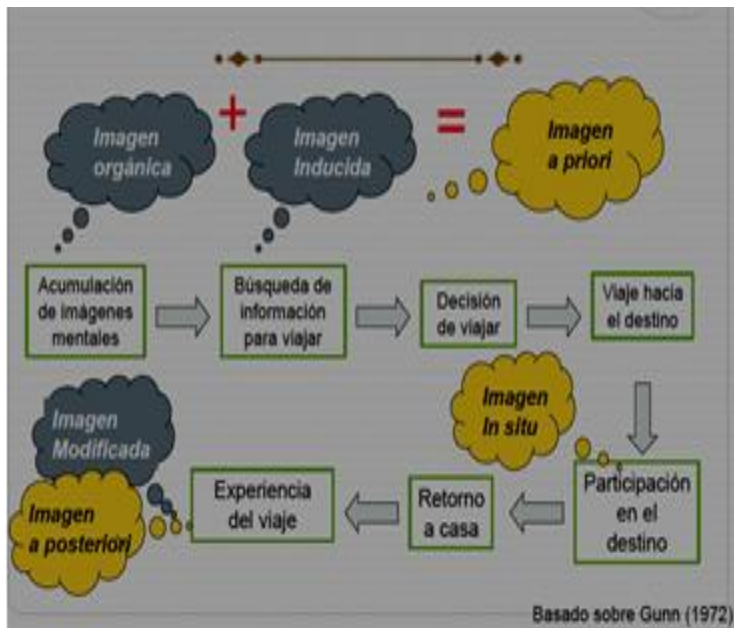 Imagen
orgánica
+
Imagen
Inducida
=
Imagen
a priori
Acumulación
de imágenes
mentales
Búsqueda de
información
para viajar
Decisión
de viajar
Viaje hacia
el destino
Imagen
In situ
Participación
en el
destino
Retorno
a casa
Experiencia
del viaje
Imagen
Modificada
Imagen
a posteriori
Basado sobre Gunn (1972)